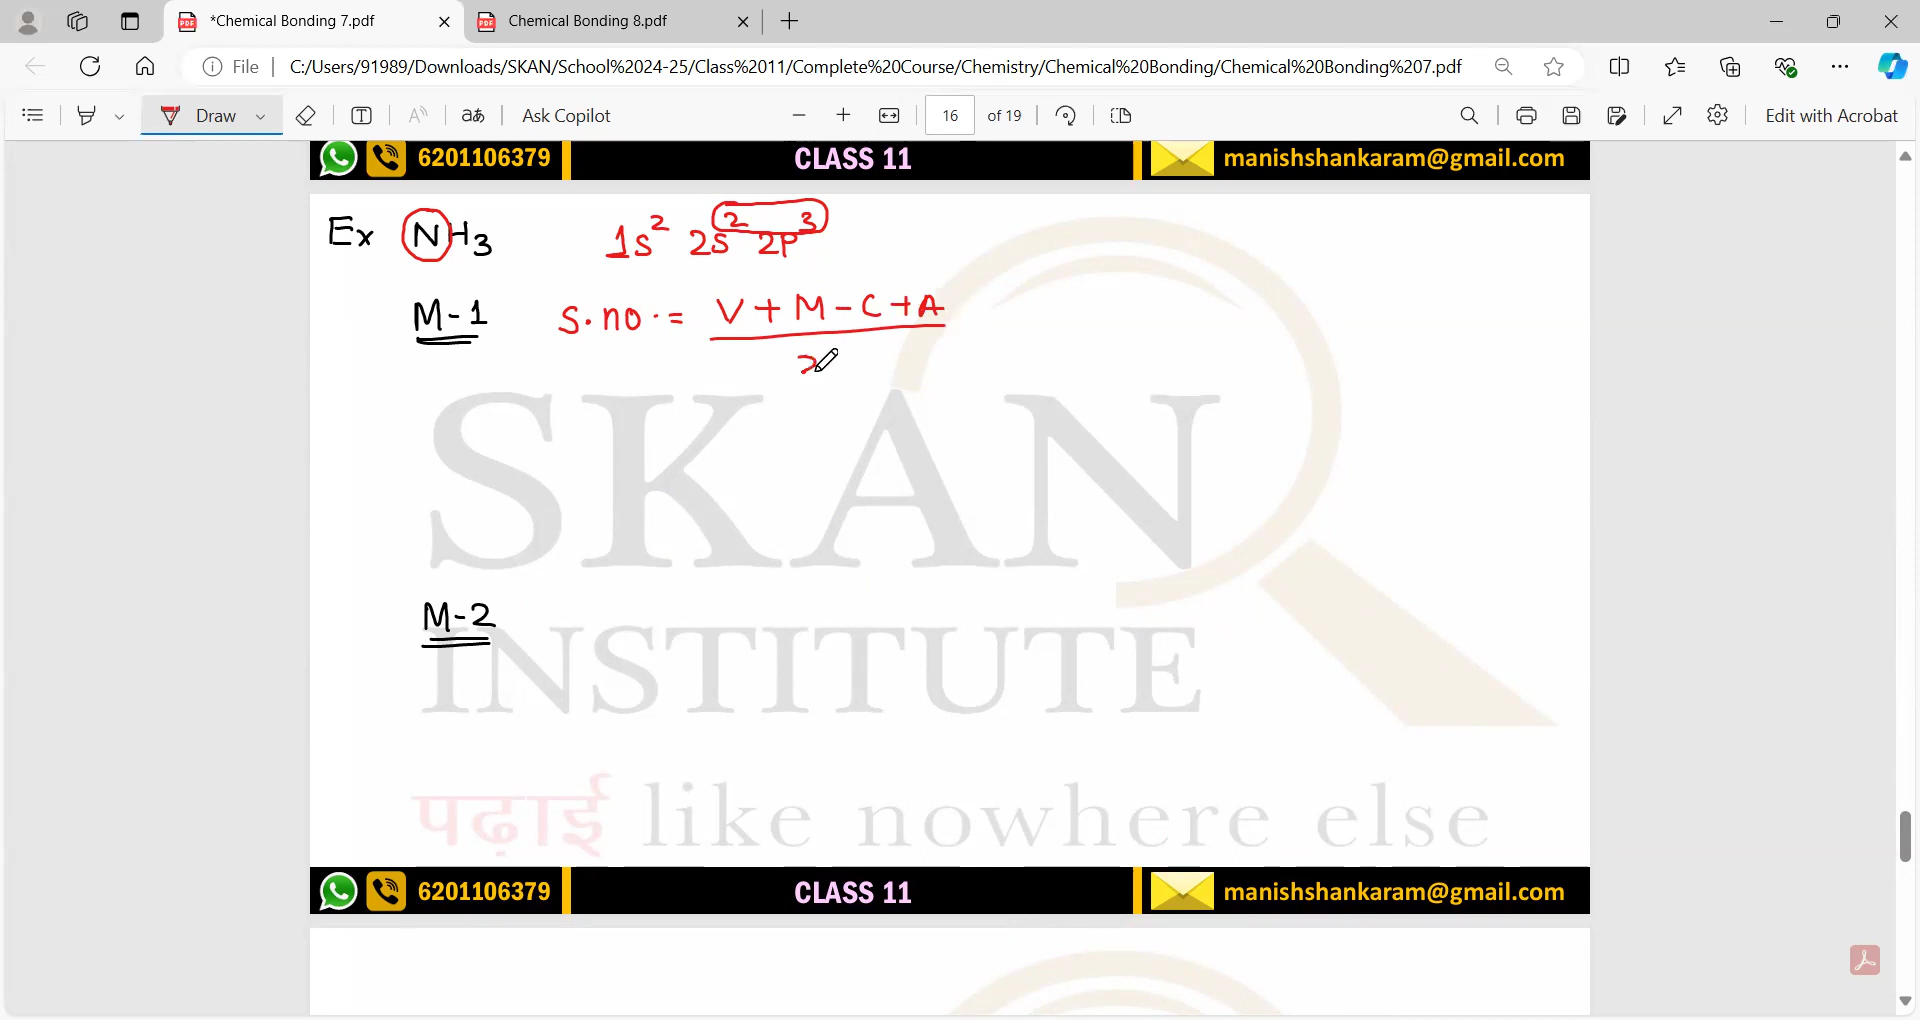 *Chemical Bonding 7.pdf
Chemical Bonding 8.pdf
File
C:/Users/91989/Downloads/SKAN/School%2024-25/Class%2011/Complete%20Course/Chemistry/Chemical%20Bonding/Chemical%20Bonding%207.pdf
Draw
aあ
Ask Copilot
16 of 19
Edit with Acrobat
6201106379 CLASS 11 manishshankaram@gmail.com
Ex NH3 1s² 2s² 2p³
M-1 S.no. = V + M - C + A
2
SKAN
M-2
INSTITUTE
पढ़ाई like nowhere else
6201106379 CLASS 11 manishshankaram@gmail.com